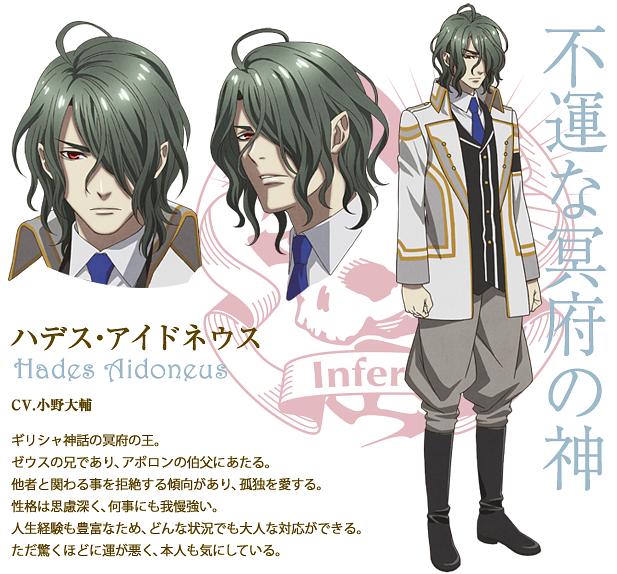 不運な冥府の神
ハデス・アイドネウス
Hades Aidoneus
CV.小野大輔
Infer
ギリシャ神話の冥府の王。
ゼウスの兄であり、アポロンの伯父にあたる。
他者と関わる事を拒絶する傾向があり、孤独を愛する。
性格は思慮深く、何事にも我慢強い。
人生経験も豊富なため、どんな状況でも大人な対応ができる。
ただ驚くほどに運が悪く、本人も気にしている。